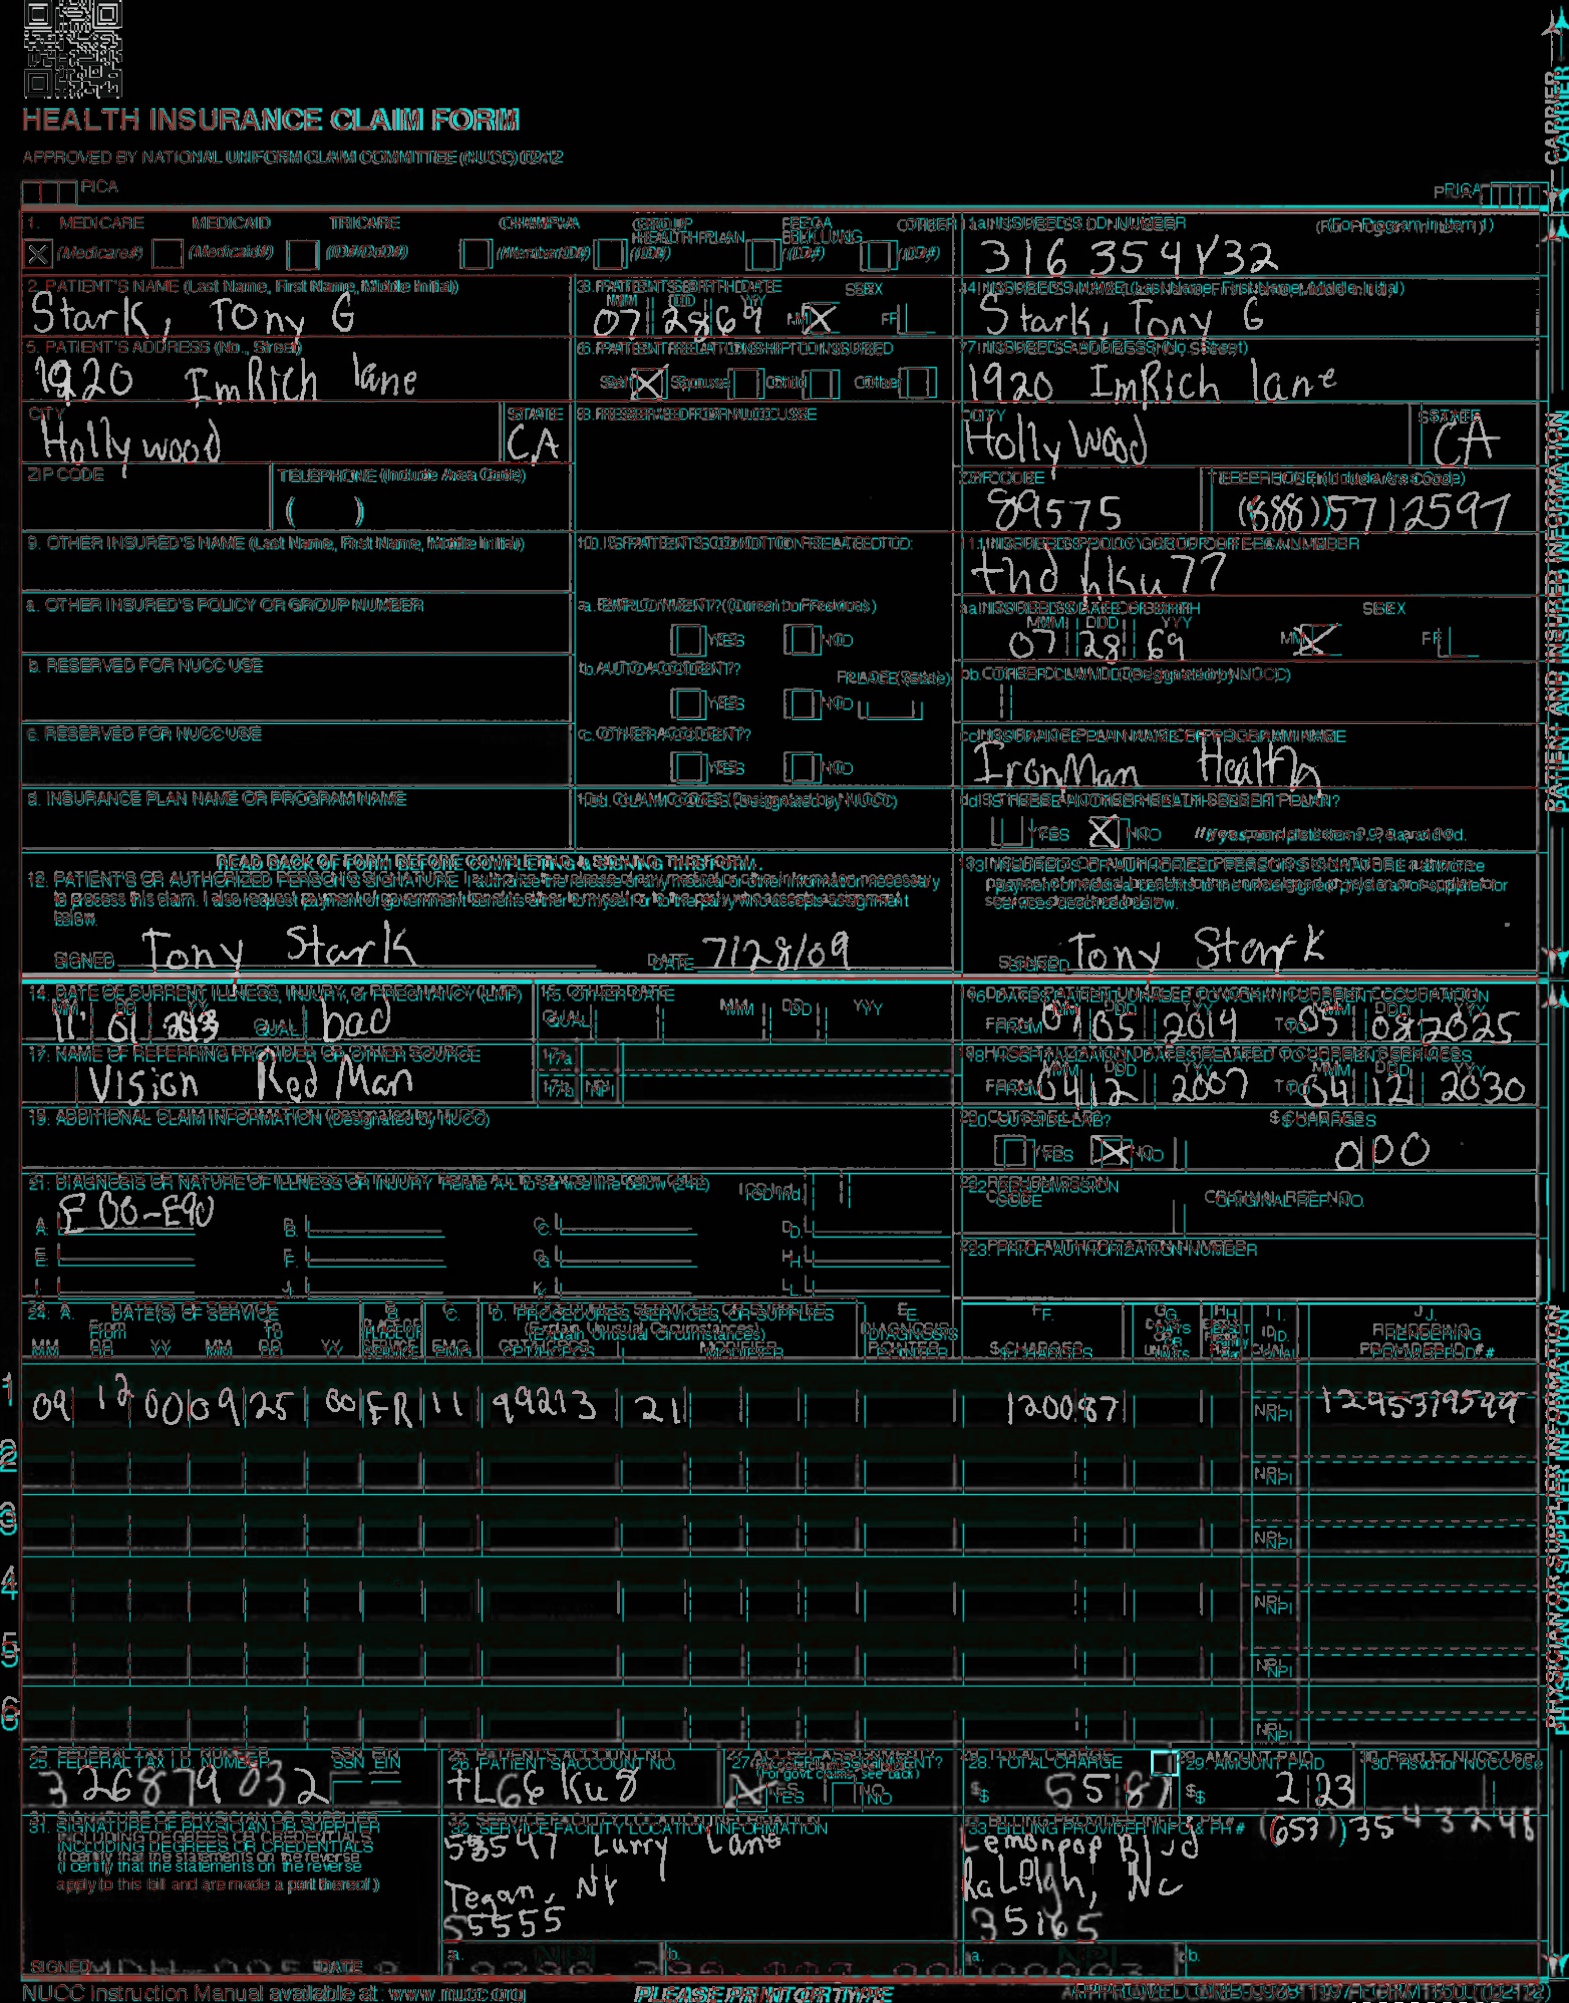 HEALTH INSURANCE CLAIM FORM
APPROVED BY NATIONAL UNIFORM CLAIM COMMITTEE (NUCC) 02/12
PICA
PICA
CARRIER
1. MEDICARE MEDICAID TRICARE CHAMPVA GROUP HEALTH PLAN FECA BLK LUNG OTHER
(Medicare#) (Medicaid#) (ID#/DoD#) (Member ID#) (ID#) (ID#) (ID#)
1a. INSURED'S I.D. NUMBER (For Program in Item 1)
316 354Y32
2. PATIENT'S NAME (Last Name, First Name, Middle Initial)
Stark, Tony G
3. PATIENT'S BIRTH DATE SEX
MM DD YY
07 28 69 M F
4. INSURED'S NAME (Last Name, First Name, Middle Initial)
Stark, Tony G
5. PATIENT'S ADDRESS (No., Street)
1920 ImRich lane
6. PATIENT RELATIONSHIP TO INSURED
Self Spouse Child Other
7. INSURED'S ADDRESS (No., Street)
1920 ImRich lane
CITY STATE
Hollywood CA
8. RESERVED FOR NUCC USE
CITY STATE
Hollywood CA
ZIP CODE TELEPHONE (Include Area Code)
( )
ZIP CODE TELEPHONE (Include Area Code)
89575 (888) 5712597
9. OTHER INSURED'S NAME (Last Name, First Name, Middle Initial)
10. IS PATIENT'S CONDITION RELATED TO:
11. INSURED'S POLICY GROUP OR FECA NUMBER
thd hksu77
a. OTHER INSURED'S POLICY OR GROUP NUMBER
a. EMPLOYMENT? (Current or Previous)
YES NO
a. INSURED'S DATE OF BIRTH SEX
MM DD YY
07 28 69 M F
b. RESERVED FOR NUCC USE
b. AUTO ACCIDENT? PLACE (State)
YES NO
b. OTHER CLAIM ID (Designated by NUCC)
c. RESERVED FOR NUCC USE
c. OTHER ACCIDENT?
YES NO
c. INSURANCE PLAN NAME OR PROGRAM NAME
IronMan Health
d. INSURANCE PLAN NAME OR PROGRAM NAME
10d. CLAIM CODES (Designated by NUCC)
d. IS THERE ANOTHER HEALTH BENEFIT PLAN?
YES NO If yes, complete items 9, 9a, and 9d.
PATIENT AND INSURED INFORMATION
READ BACK OF FORM BEFORE COMPLETING & SIGNING THIS FORM.
12. PATIENT'S OR AUTHORIZED PERSON'S SIGNATURE I authorize the release of any medical or other information necessary
to process this claim. I also request payment of government benefits either to myself or to the party who accepts assignment
below.
SIGNED Tony Stark DATE 7/28/09
13. INSURED'S OR AUTHORIZED PERSON'S SIGNATURE I authorize
payment of medical benefits to the undersigned physician or supplier for
services described below.
SIGNED Tony Stark
14. DATE OF CURRENT ILLNESS, INJURY, or PREGNANCY (LMP)
MM DD YY
11 01 QUAL. bad
15. OTHER DATE
QUAL. MM DD YY
16. DATES PATIENT UNABLE TO WORK IN CURRENT OCCUPATION
MM DD YY MM DD YY
FROM 07 05 2019 TO 05 08 2025
17. NAME OF REFERRING PROVIDER OR OTHER SOURCE
Vision Red Man
17a.
17b. NPI
18. HOSPITALIZATION DATES RELATED TO CURRENT SERVICES
MM DD YY MM DD YY
FROM 04 12 2007 TO 04 12 2030
19. ADDITIONAL CLAIM INFORMATION (Designated by NUCC)
20. OUTSIDE LAB? $ CHARGES
YES NO 000
21. DIAGNOSIS OR NATURE OF ILLNESS OR INJURY Relate A-L to service line below (24E) ICD Ind.
A. E00-E90 B. C. D.
E. F. G. H.
I. J. K. L.
22. RESUBMISSION CODE ORIGINAL REF. NO.
23. PRIOR AUTHORIZATION NUMBER
24. A. DATE(S) OF SERVICE B. PLACE OF SERVICE C. EMG D. PROCEDURES, SERVICES, OR SUPPLIES E. DIAGNOSIS POINTER F. $ CHARGES G. DAYS OR UNITS H. I. ID. QUAL. J. RENDERING PROVIDER ID. #
From To (Explain Unusual Circumstances)
MM DD YY MM DD YY CPT/HCPCS MODIFIER
1 09 12 00 09 25 00 ER 11 99213 21 1200 87 NPI 1295379599
2 NPI
3 NPI
4 NPI
5 NPI
6 NPI
PHYSICIAN OR SUPPLIER INFORMATION
25. FEDERAL TAX I.D. NUMBER SSN EIN
326879032
26. PATIENT'S ACCOUNT NO.
tL66ku8
27. ACCEPT ASSIGNMENT?
(For govt. claims, see back)
YES NO
28. TOTAL CHARGE
$ 55 87
29. AMOUNT PAID
$ 2 23
30. Rsvd for NUCC Use
31. SIGNATURE OF PHYSICIAN OR SUPPLIER
INCLUDING DEGREES OR CREDENTIALS
(I certify that the statements on the reverse
apply to this bill and are made a part thereof.)
SIGNED DATE
32. SERVICE FACILITY LOCATION INFORMATION
Lurry Lane
Tegan, NY
55555
a. b.
33. BILLING PROVIDER INFO & PH # (653) 3543248
Lemonpop Blvd
RaLeigh, Nc
35165
a. b.
NUCC Instruction Manual available at: www.nucc.org
PLEASE PRINT OR TYPE